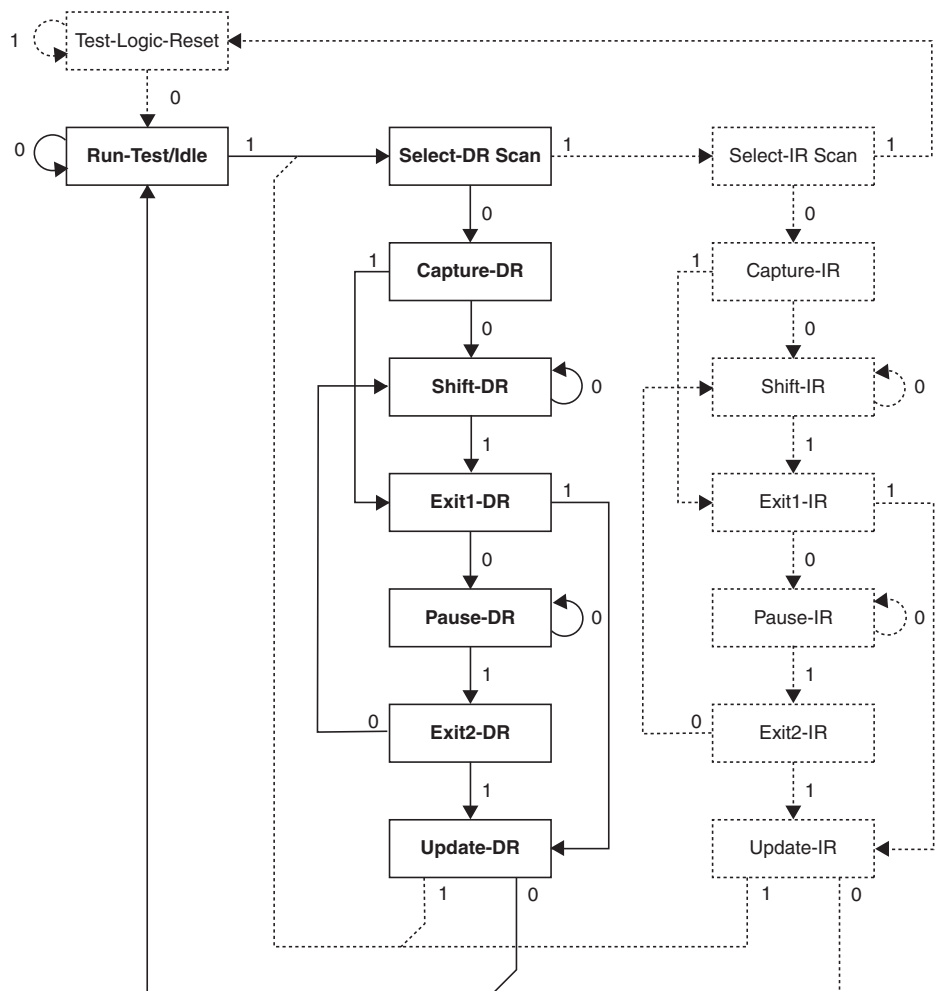 1
Test-Logic-Reset
0
0
Run-Test/Idle
1
Select-DR Scan
1
Select-IR Scan
1
0
0
1
Capture-DR
1
Capture-IR
0
0
Shift-DR
0
Shift-IR
0
1
1
Exit1-DR
1
Exit1-IR
1
0
0
Pause-DR
0
Pause-IR
0
1
1
0
Exit2-DR
0
Exit2-IR
1
1
Update-DR
Update-IR
1
0
1
0